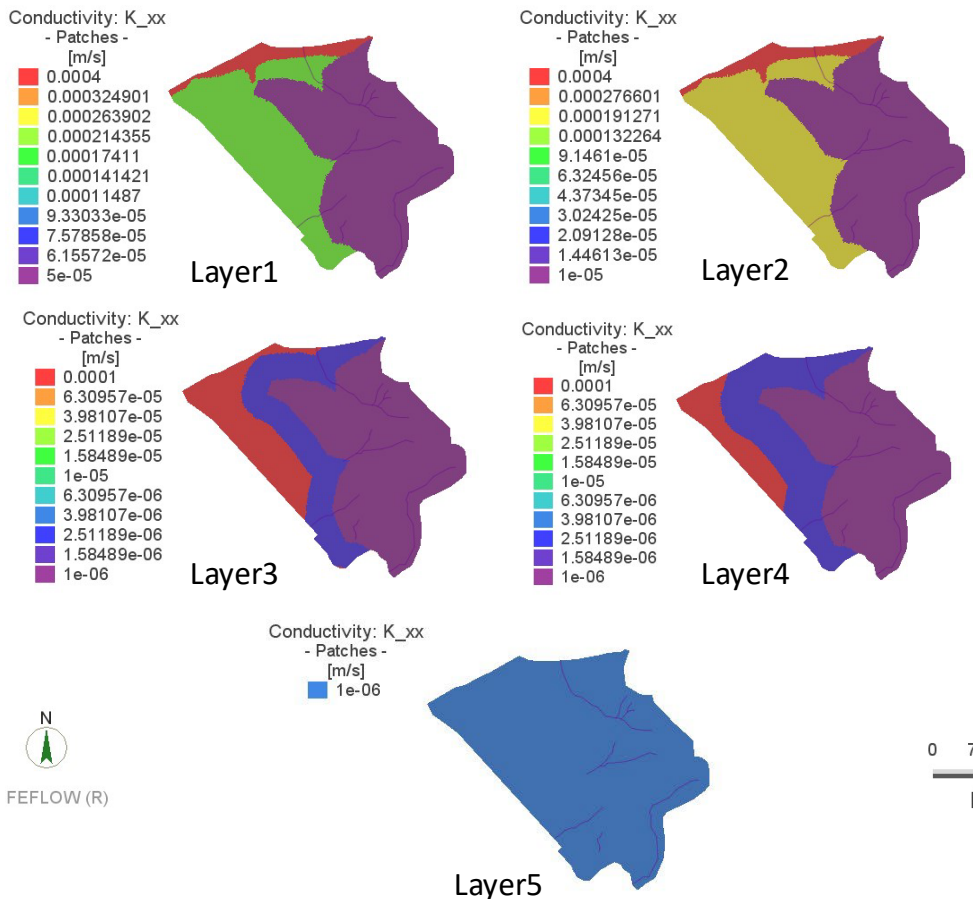 Conductivity: K_xx
- Patches -
[m/s]
0.0004
0.000324901
0.000263902
0.000214355
0.00017411
0.000141421
0.00011487
9.33033e-05
7.57858e-05
6.15572e-05
5e-05
Layer1
Conductivity: K_xx
- Patches -
[m/s]
0.0004
0.000276601
0.000191271
0.000132264
9.1461e-05
6.32456e-05
4.37345e-05
3.02425e-05
2.09128e-05
1.44613e-05
1e-05
Layer2
Conductivity: K_xx
- Patches -
[m/s]
0.0001
6.30957e-05
3.98107e-05
2.51189e-05
1.58489e-05
1e-05
6.30957e-06
3.98107e-06
2.51189e-06
1.58489e-06
1e-06
Layer3
Conductivity: K_xx
- Patches -
[m/s]
0.0001
6.30957e-05
3.98107e-05
2.51189e-05
1.58489e-05
1e-05
6.30957e-06
3.98107e-06
2.51189e-06
1.58489e-06
1e-06
Layer4
Conductivity: K_xx
- Patches -
[m/s]
1e-06
Layer5
N
FEFLOW (R)
0 7